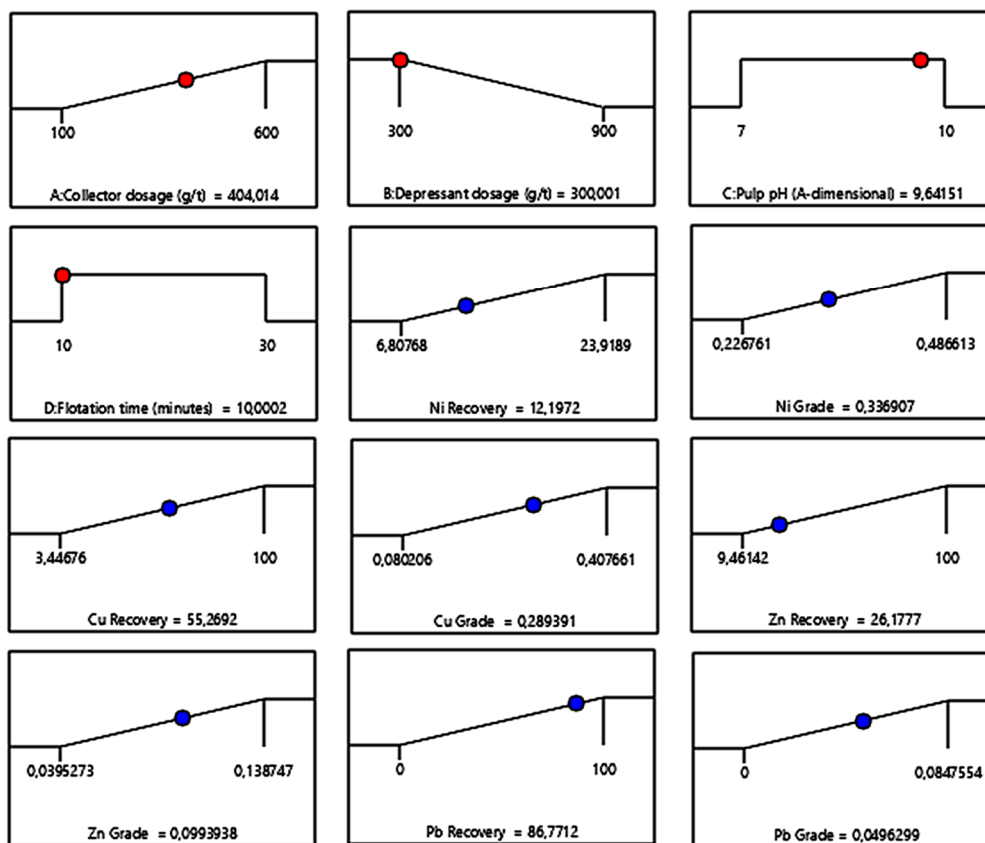 100 600
A:Collector dosage (g/t) = 404,014
300 900
B:Depressant dosage (g/t) = 300,001
7 10
C:Pulp pH (A-dimensional) = 9,64151
10 30
D:Flotation time (minutes) = 10,0002
6,80768 23,9189
Ni Recovery = 12,1972
0,226761 0,486613
Ni Grade = 0,336907
3,44676 100
Cu Recovery = 55,2692
0,080206 0,407661
Cu Grade = 0,289391
9,46142 100
Zn Recovery = 26,1777
0,0395273 0,138747
Zn Grade = 0,0993938
0 100
Pb Recovery = 86,7712
0 0,0847554
Pb Grade = 0,0496299